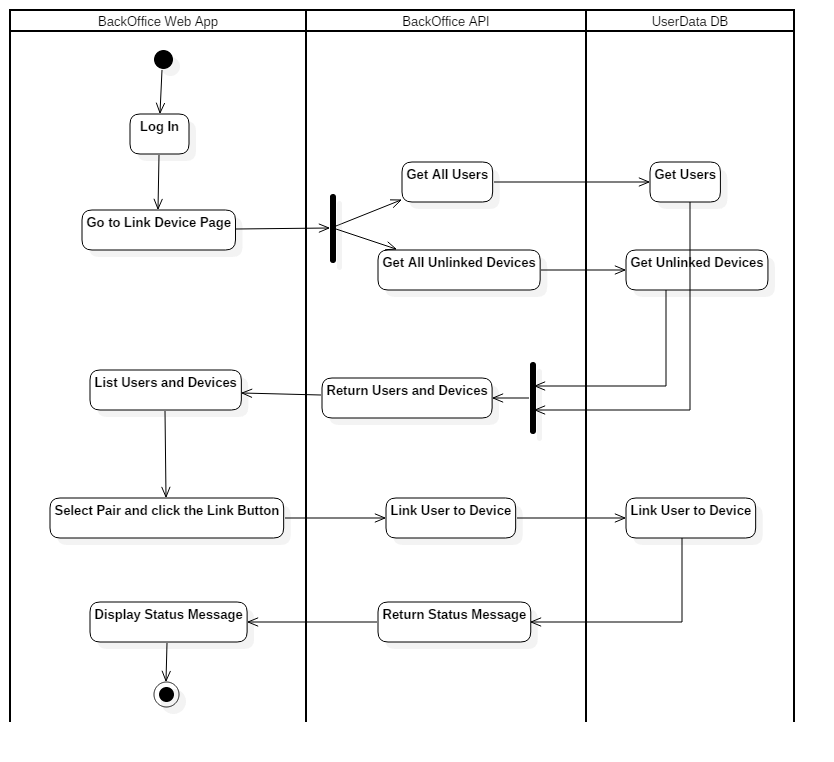 BackOffice Web App
BackOffice API
UserData DB
Log In
Get All Users
Get Users
Go to Link Device Page
Get All Unlinked Devices
Get Unlinked Devices
List Users and Devices
Return Users and Devices
Select Pair and click the Link Button
Link User to Device
Link User to Device
Display Status Message
Return Status Message